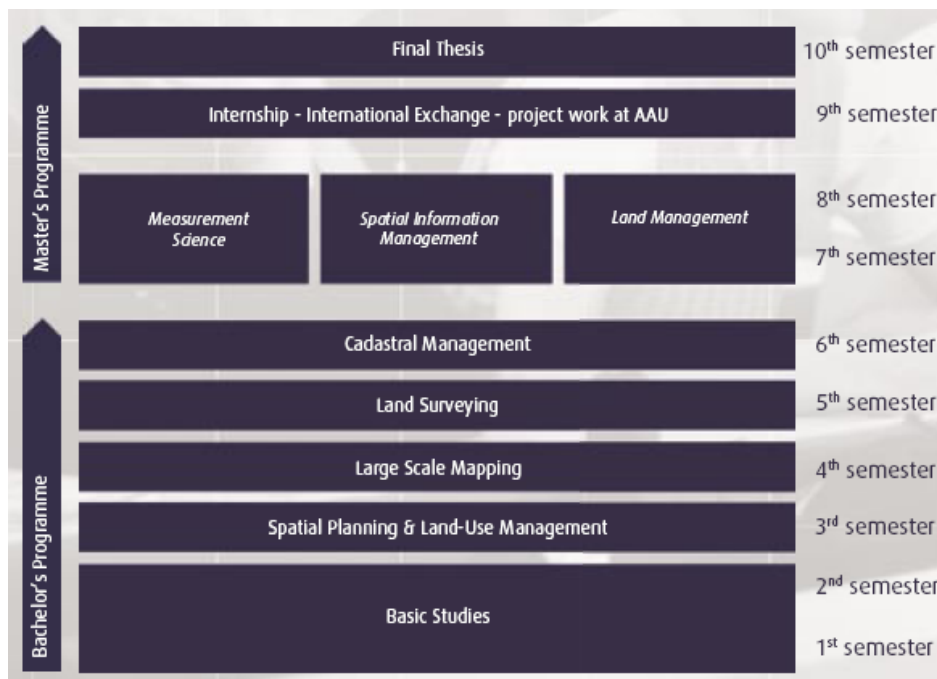 Master's Programme
Final Thesis
10th semester
Internship - International Exchange - project work at AAU
9th semester
Measurement
Science
Spatial Information
Management
Land Management
8th semester
7th semester
Bachelor's Programme
Cadastral Management
6th semester
Land Surveying
5th semester
Large Scale Mapping
4th semester
Spatial Planning & Land-Use Management
3rd semester
Basic Studies
2nd semester
1st semester